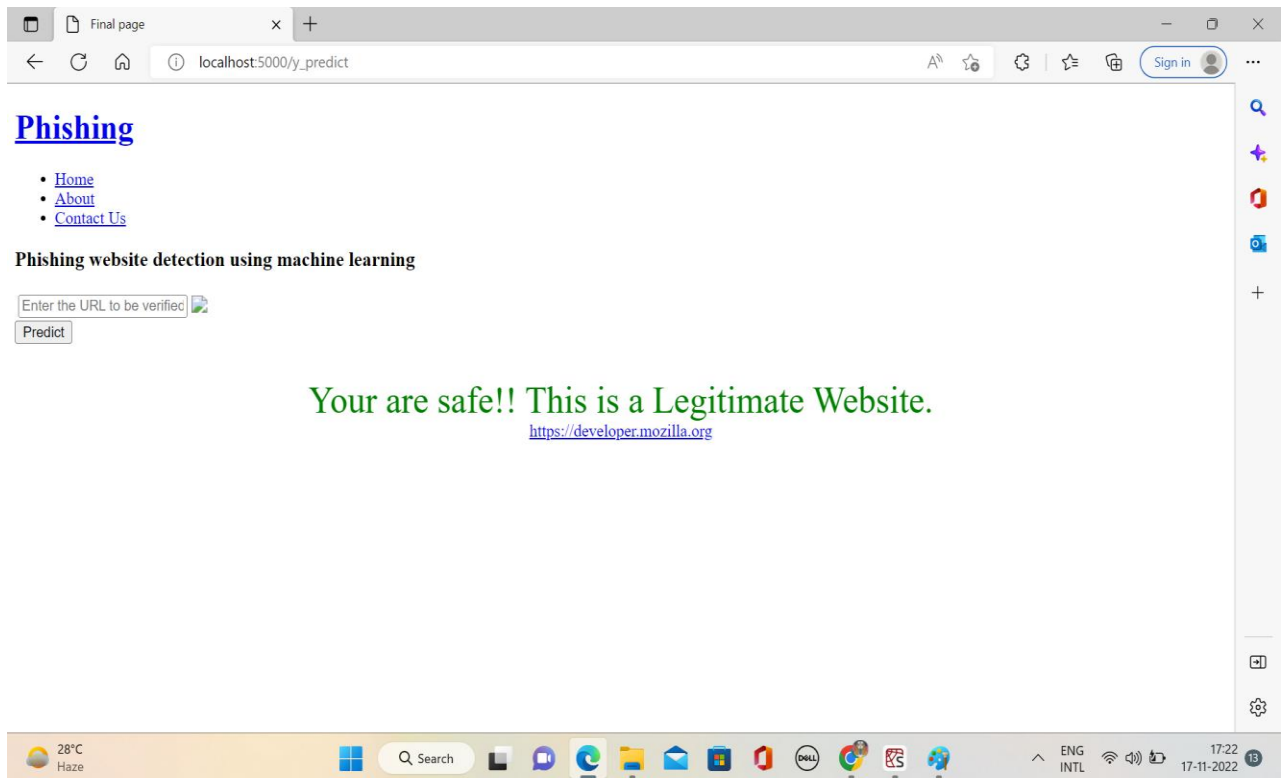 Final page
localhost:5000/y_predict
Sign in
Phishing
Home
About
Contact Us
Phishing website detection using machine learning
Enter the URL to be verified
Predict
Your are safe!! This is a Legitimate Website.
https://developer.mozilla.org
28°C
Haze
Search
DELL
ENG
INTL
17:22
17-11-2022
13